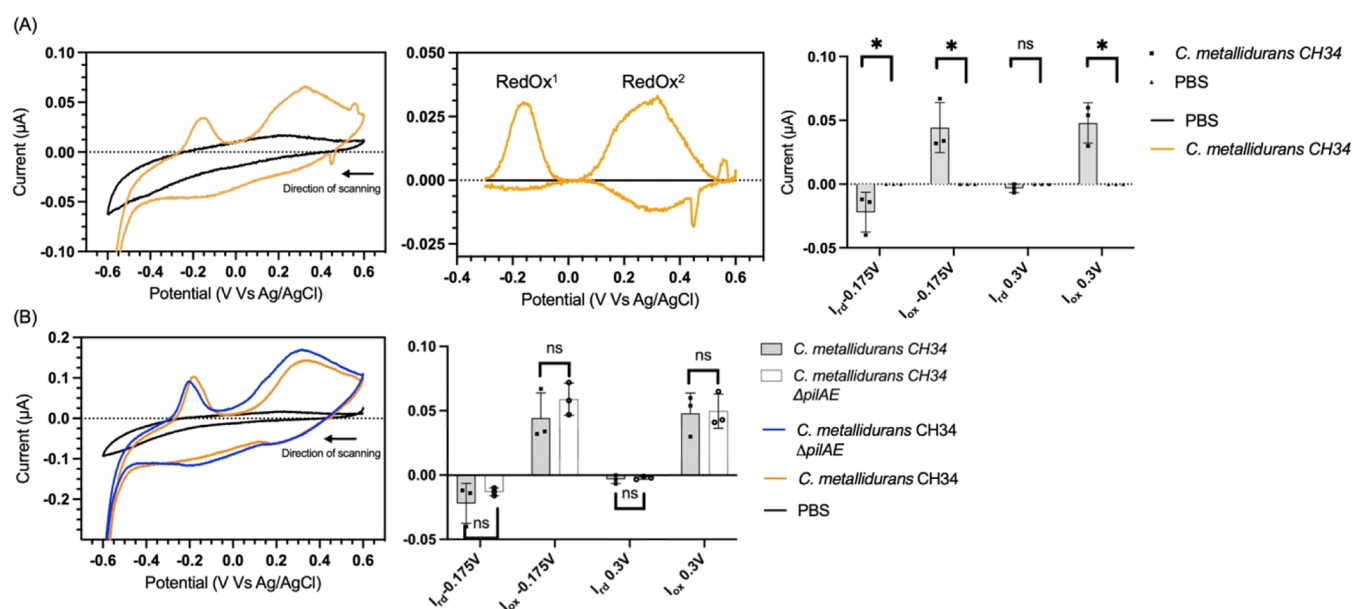 (A)
0.10
0.05
0.00
-0.05
-0.10
Current (µA)
-0.6 -0.4 -0.2 0.0 0.2 0.4 0.6
Potential (V Vs Ag/AgCl)
Direction of scanning
RedOx¹
RedOx²
0.050
0.025
0.000
-0.025
Current (µA)
-0.4 -0.2 0.0 0.2 0.4 0.6
Potential (V Vs Ag/AgCl)
* * ns *
0.10
0.05
0.00
-0.05
Current (µA)
Ird-0.175V
Iox -0.175V
Ird 0.3V
Iox 0.3V
C. metallidurans CH34
PBS
PBS
C. metallidurans CH34
(B)
0.2
0.1
0.0
-0.1
-0.2
Current (µA)
-0.6 -0.4 -0.2 0.0 0.2 0.4 0.6
Potential (V Vs Ag/AgCl)
Direction of scanning
0.10
0.05
0.00
-0.05
ns
ns
ns
ns
Ird-0.175V
Iox -0.175V
Ird 0.3V
Iox 0.3V
C. metallidurans CH34
C. metallidurans CH34
ΔpilAE
C. metallidurans CH34
ΔpilAE
C. metallidurans CH34
PBS